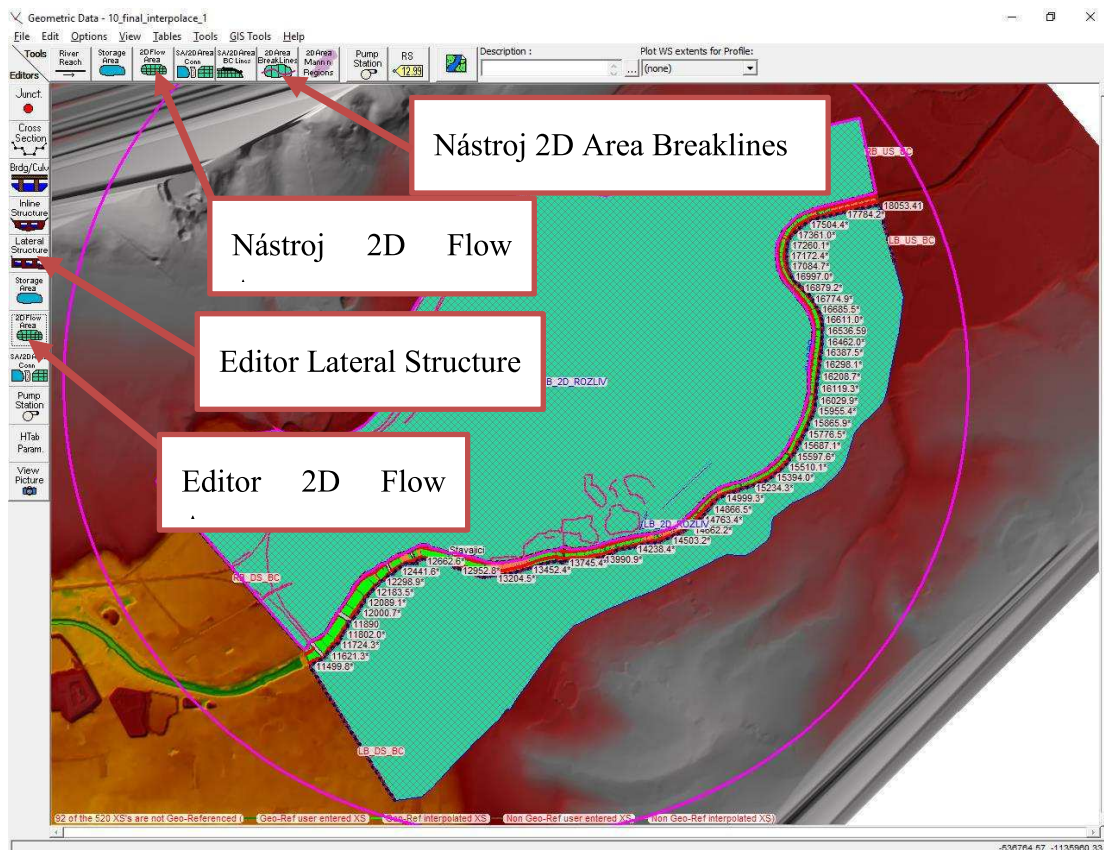 Geometric Data - 10_final_interpolace_1
File Edit Options View Tables Tools GIS Tools Help
Tools
Editors
River Reach
Storage Area
2D Flow Area
SA/2D Area Conn
SA/2D Area BC Lines
2D Area BreakLines
2D Area Mann n Regions
Pump Station
RS
12.99
Description :
...
Plot WS extents for Profile:
(none)
Junct.
Cross Section
Brdg/Culv
Inline Structure
Lateral Structure
Storage Area
2D Flow Area
Conn
Pump Station
HTab Param.
View Picture
Nástroj 2D Area Breaklines
Nástroj 2D Flow
.
Editor Lateral Structure
Editor 2D Flow
.
RB_US_BC
18053.41
17784.2*
LB_US_BC
17504.4*
17361.0*
17260.1*
17172.4*
17084.7*
16997.0*
16879.2*
16774.9*
16685.5*
16611.0*
16536.59
16462.0*
16387.5*
16298.1*
16208.7*
16119.3*
16029.9*
15955.4*
15865.9*
15776.5*
15687.1*
15597.6*
15510.1*
15394.0*
15234.3*
14999.3*
14866.5*
14763.4*
14662.2*
14503.2*
14238.4*
13990.9*
13745.4*
13452.4*
13204.5*
12952.8*
12662.6*
12441.6*
12298.9*
12183.5*
12089.1*
12000.7*
11890
11802.0*
11724.3*
11621.3*
11499.8*
B_2D_ROZLIV
LB_2D_ROZLIV
Stavajici
RB_DS_BC
LB_DS_BC
92 of the 520 XS's are not Geo-Referenced ( Geo-Ref user entered XS Geo-Ref interpolated XS Non Geo-Ref user entered XS Non Geo-Ref interpolated XS)
-536764.57, -1135960.33